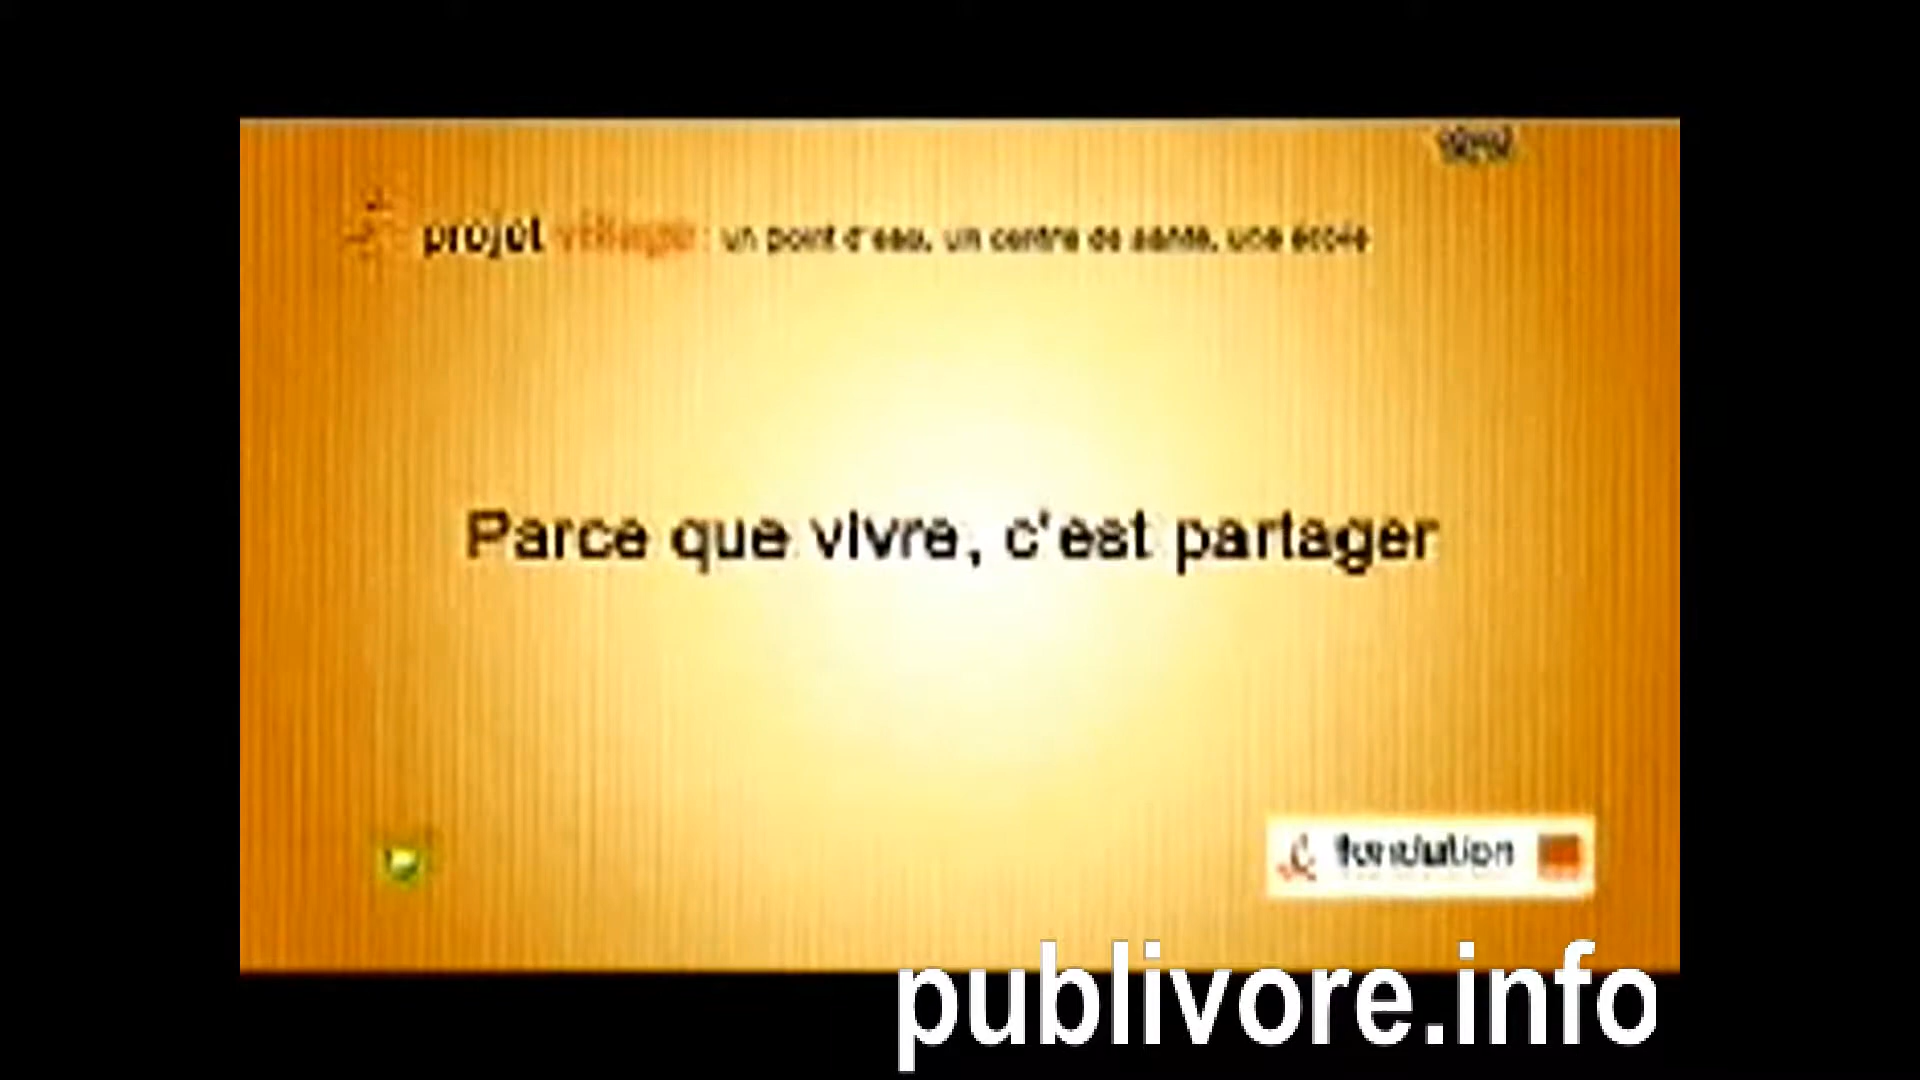 projet village : un point d'eau, un centre de santé, une école
Parce que vivre, c'est partager
fondation
publivore.info